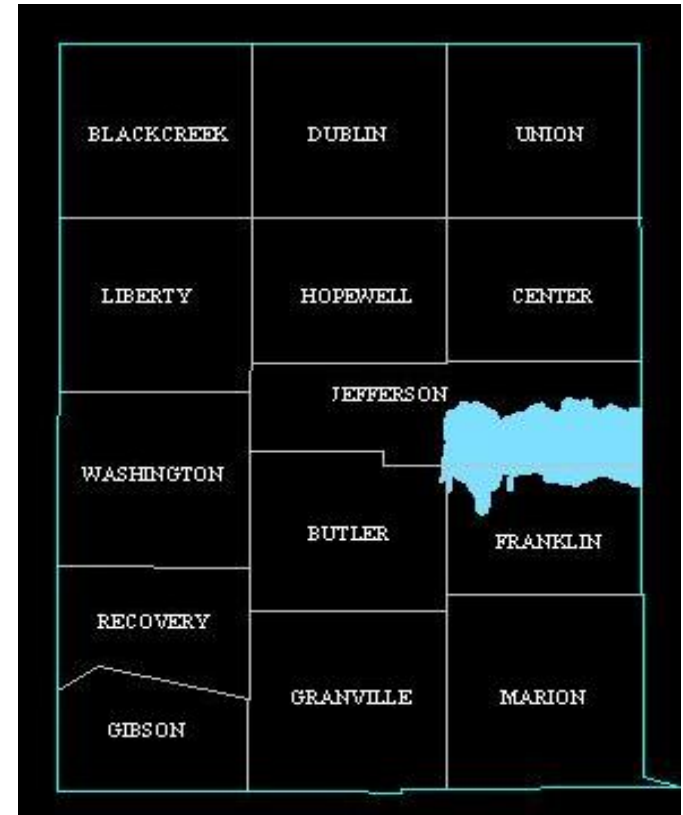 BLACKCREEK DUBLIN UNION
LIBERTY HOPEWELL CENTER
JEFFERSON
WASHINGTON
BUTLER FRANKLIN
RECOVERY
GRANVILLE MARION
GIBSON